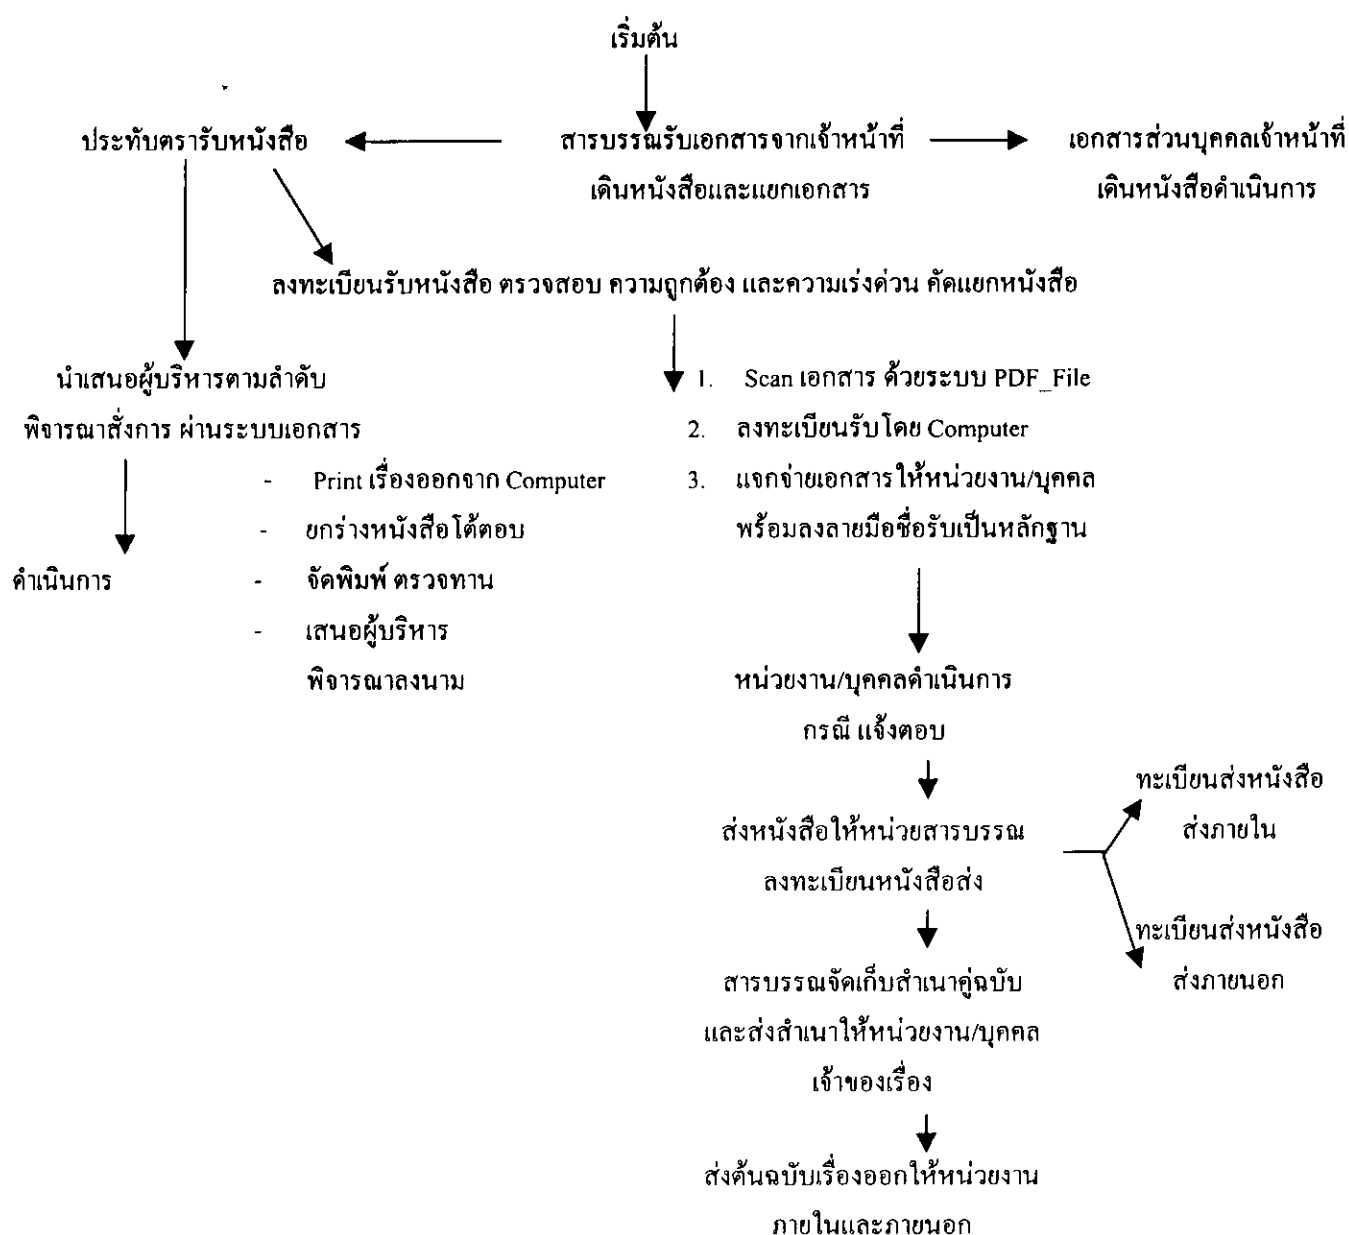 เริ่มต้น
ประทับตรารับหนังสือ
สารบรรณรับเอกสารจากเจ้าหน้าที่
เดินหนังสือและแยกเอกสาร
เอกสารส่วนบุคคลเจ้าหน้าที่
เดินหนังสือดำเนินการ
ลงทะเบียนรับหนังสือ ตรวจสอบ ความถูกต้อง และความเร่งด่วน คัดแยกหนังสือ
นำเสนอผู้บริหารตามลำดับ
พิจารณาสั่งการ ผ่านระบบเอกสาร
ดำเนินการ
- Print เรื่องออกจาก Computer
- ยกร่างหนังสือโต้ตอบ
- จัดพิมพ์ ตรวจทาน
- เสนอผู้บริหาร
พิจารณาลงนาม
1. Scan เอกสาร ด้วยระบบ PDF_File
2. ลงทะเบียนรับโดย Computer
3. แจกจ่ายเอกสารให้หน่วยงาน/บุคคล
พร้อมลงลายมือชื่อรับเป็นหลักฐาน
หน่วยงาน/บุคคลดำเนินการ
กรณี แจ้งตอบ
ส่งหนังสือให้หน่วยสารบรรณ
ลงทะเบียนหนังสือส่ง
ทะเบียนส่งหนังสือ
ส่งภายใน
ทะเบียนส่งหนังสือ
ส่งภายนอก
สารบรรณจัดเก็บสำเนาคู่ฉบับ
และส่งสำเนาให้หน่วยงาน/บุคคล
เจ้าของเรื่อง
ส่งต้นฉบับเรื่องออกให้หน่วยงาน
ภายในและภายนอก